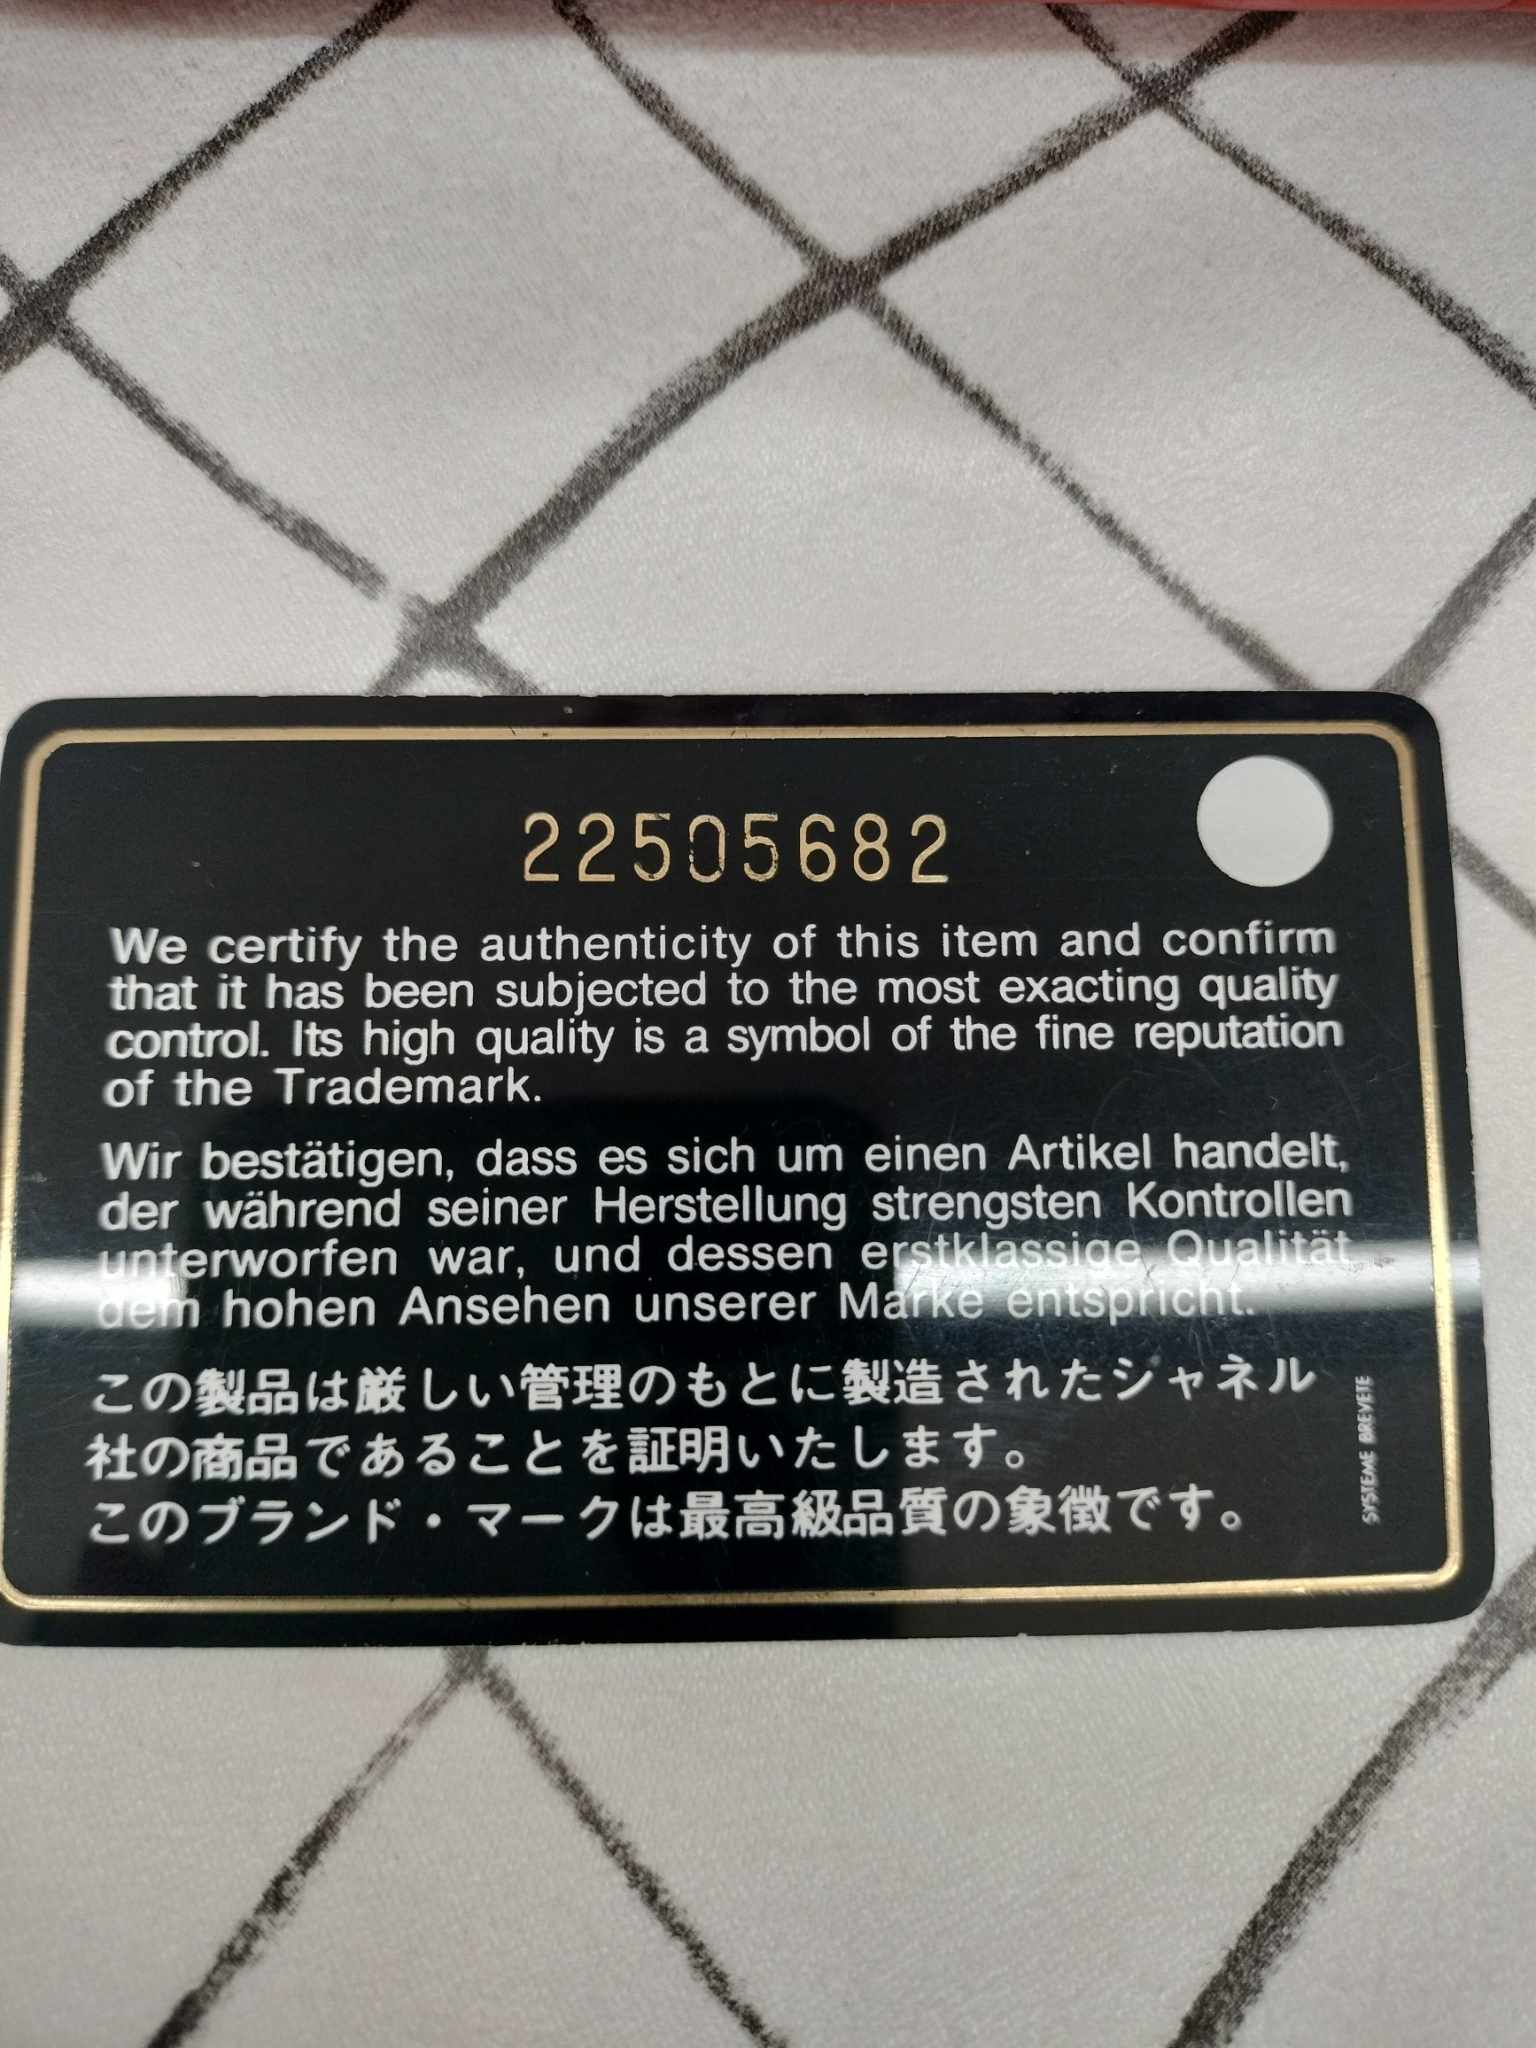 22505682
We certify the authenticity of this item and confirm
that it has been subjected to the most exacting quality
control. Its high quality is a symbol of the fine reputation
of the Trademark.
Wir bestätigen, dass es sich um einen Artikel handelt,
der während seiner Herstellung strengsten Kontrollen
unterworfen war, und dessen erstklassige Qualität
dem hohen Ansehen unserer Marke entspricht.
この製品は厳しい管理のもとに製造されたシャネル
社の商品であることを証明いたします。
このブランド・マークは最高級品質の象徴です。
SYSTEME BREVETE